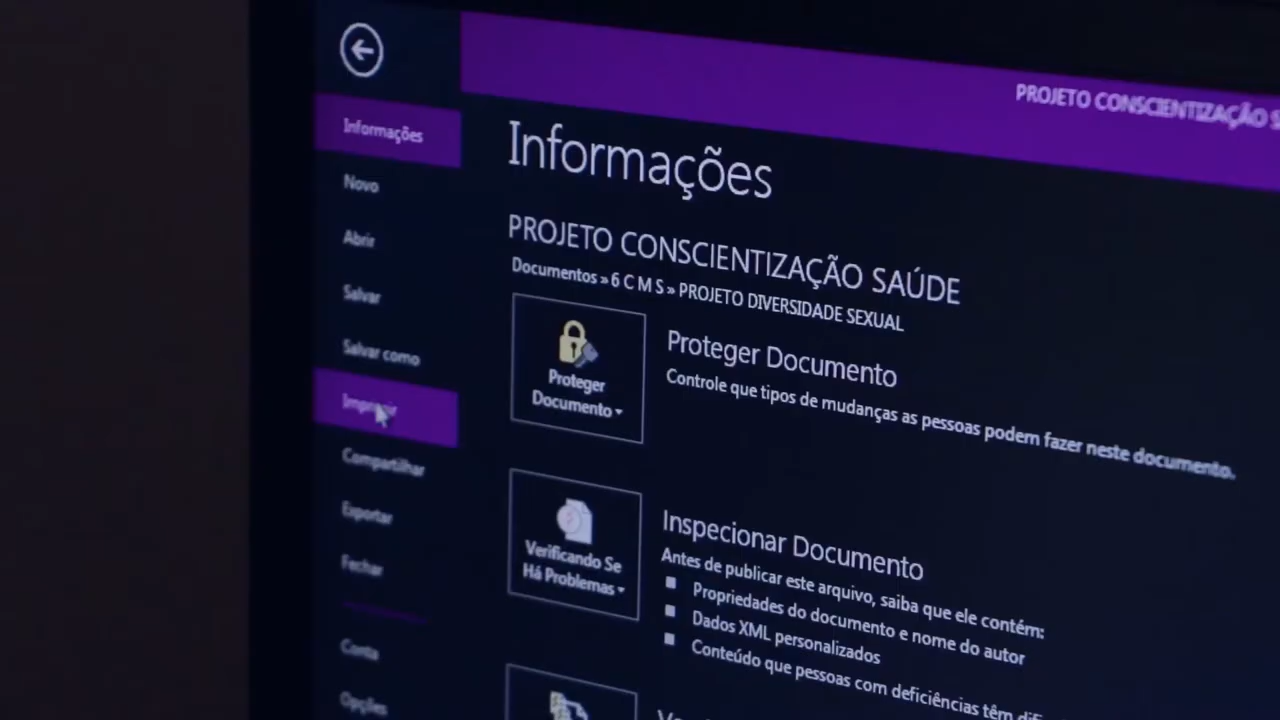 PROJETO CONSCIENTIZAÇÃO
Informações
Novo
Abrir
Salvar
Salvar como
Imprimir
Compartilhar
Exportar
Fechar
Conta
Opções
Informações
PROJETO CONSCIENTIZAÇÃO SAÚDE
Documentos » 6 C M S » PROJETO DIVERSIDADE SEXUAL
Proteger
Documento
Proteger Documento
Controle que tipos de mudanças as pessoas podem fazer neste documento.
Verificando Se
Há Problemas
Inspecionar Documento
Antes de publicar este arquivo, saiba que ele contém:
Propriedades do documento e nome do autor
Dados XML personalizados
Conteúdo que pessoas com deficiências têm